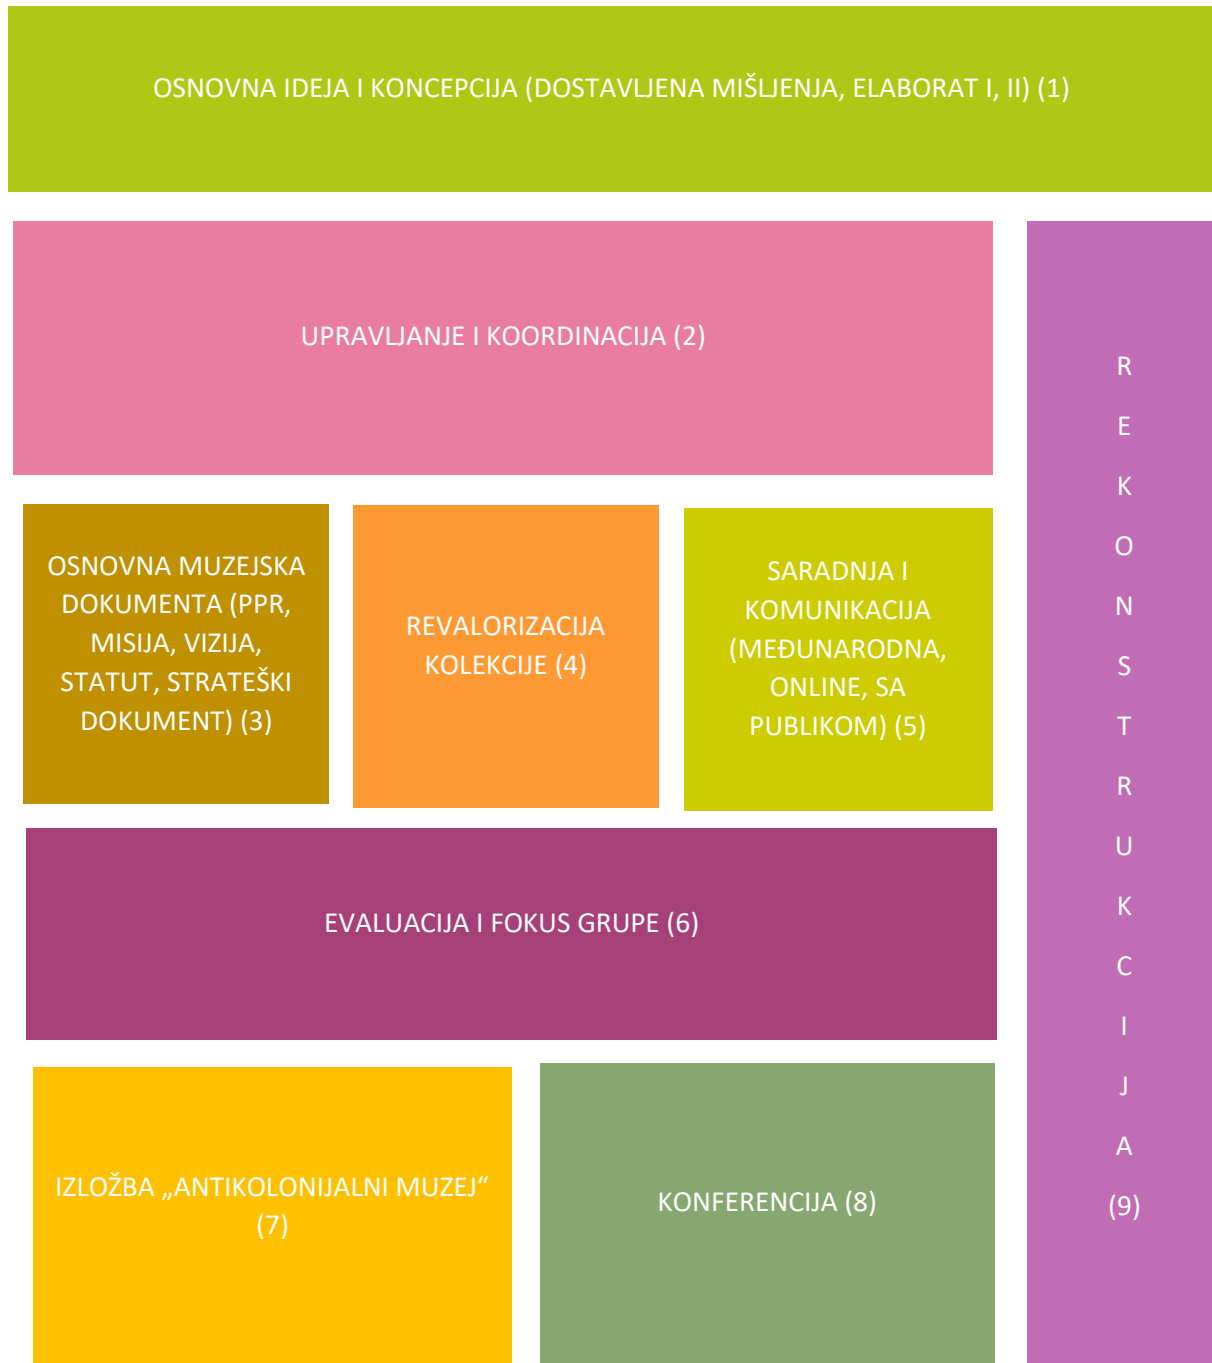 OSNOVNA IDEJA I KONCEPCIJA (DOSTAVLJENA MIŠLJENJA, ELABORAT I, II) (1)
UPRAVLJANJE I KOORDINACIJA (2)
OSNOVNA MUZEJSKA
DOKUMENTA (PPR,
MISIJA, VIZIJA,
STATUT, STRATEŠKI
DOKUMENT) (3)
REVALORIZACIJA
KOLEKCIJE (4)
SARADNJA I
KOMUNIKACIJA
(MEĐUNARODNA,
ONLINE, SA
PUBLIKOM) (5)
EVALUACIJA I FOKUS GRUPE (6)
IZLOŽBA „ANTIKOLONIJALNI MUZEJ“
(7)
KONFERENCIJA (8)
R
E
K
O
N
S
T
R
U
K
C
I
J
A
(9)